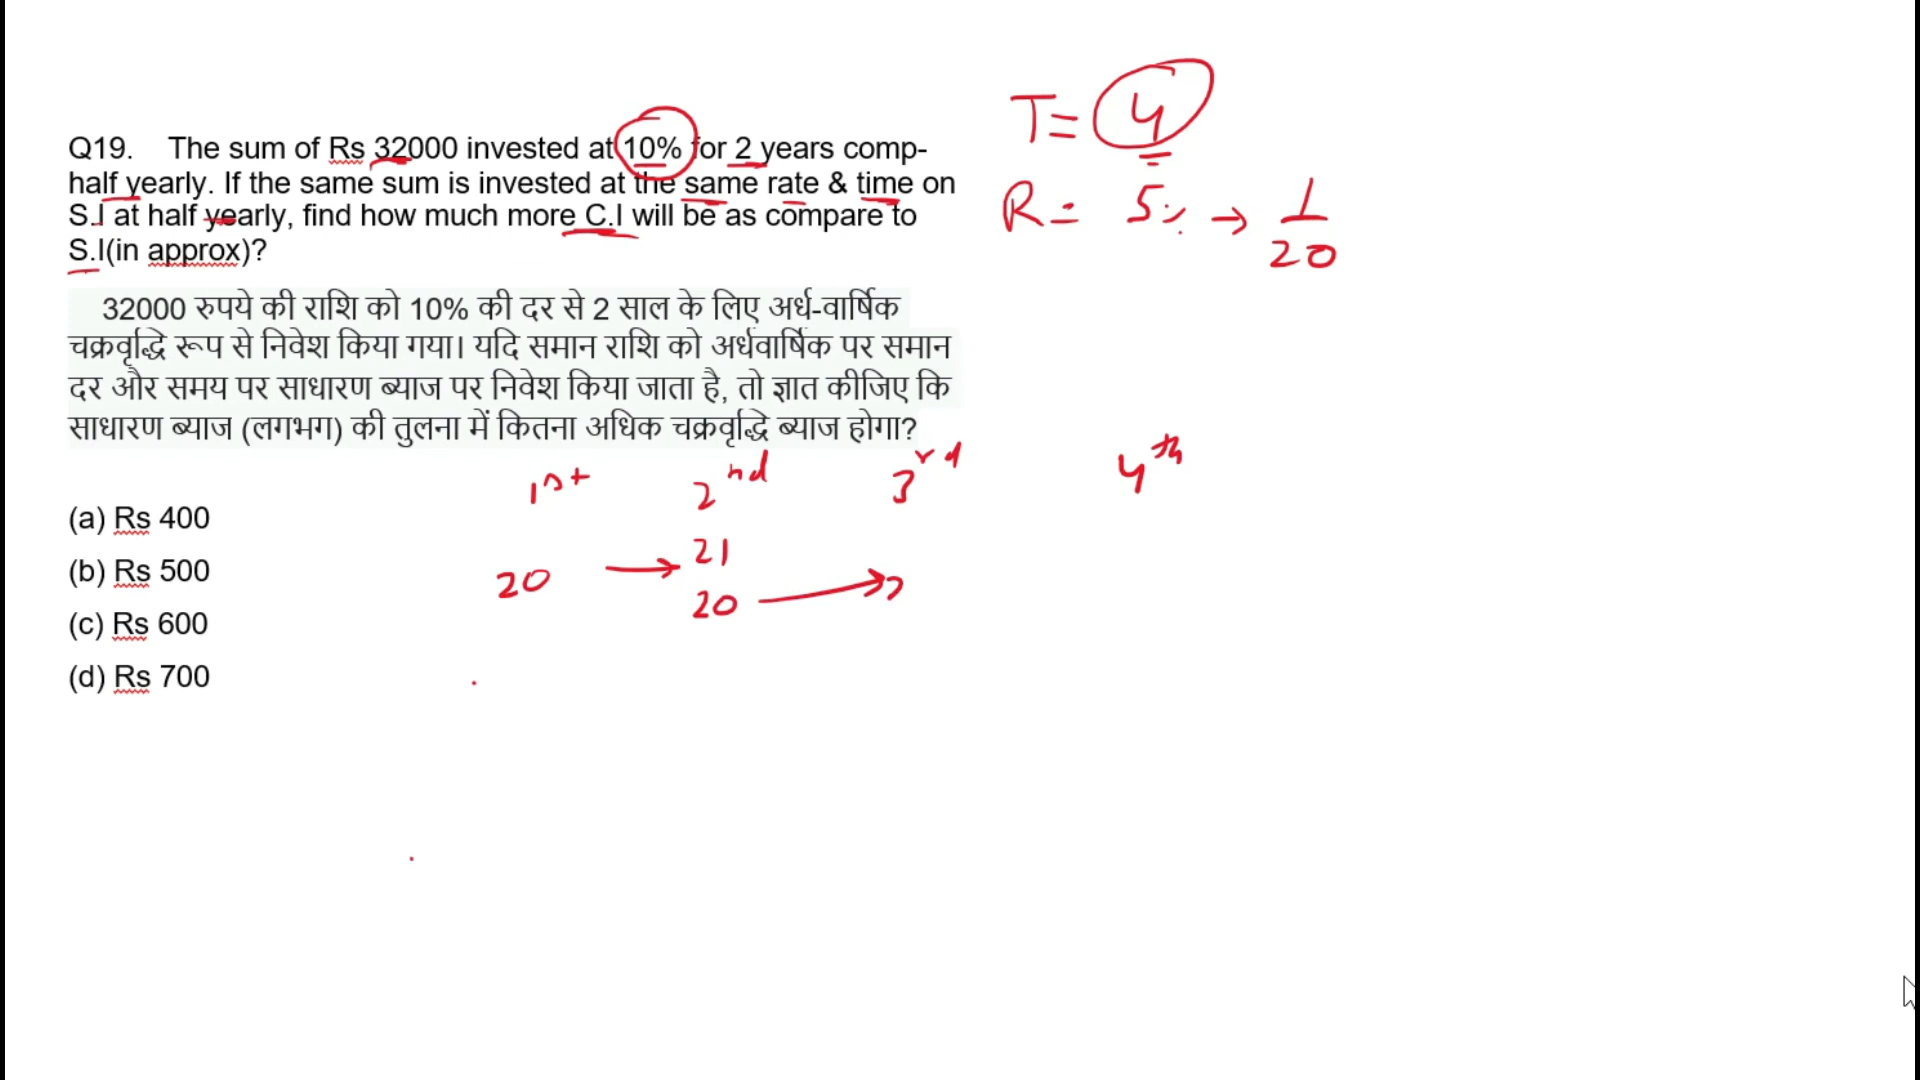 Q19. The sum of Rs 32000 invested at 10% for 2 years comp-
half yearly. If the same sum is invested at the same rate & time on
S.I at half yearly, find how much more C.I will be as compare to
S.I(in approx)?
32000 रुपये की राशि को 10% की दर से 2 साल के लिए अर्ध-वार्षिक
चक्रवृद्धि रूप से निवेश किया गया। यदि समान राशि को अर्धवार्षिक पर समान
दर और समय पर साधारण ब्याज पर निवेश किया जाता है, तो ज्ञात कीजिए कि
साधारण ब्याज (लगभग) की तुलना में कितना अधिक चक्रवृद्धि ब्याज होगा?
(a) Rs 400
(b) Rs 500
(c) Rs 600
(d) Rs 700
T = 4
R = 5% → 1/20
1st 2nd 3rd 4th
20 → 21
20 →